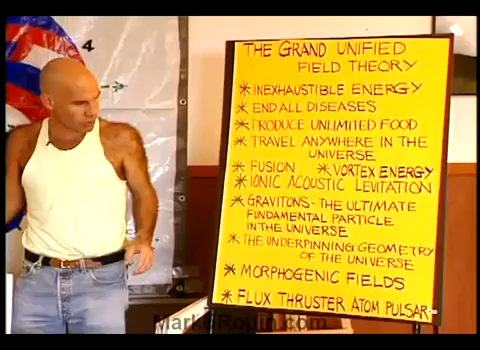 4
THE GRAND UNIFIED
FIELD THEORY
* INEXHAUSTIBLE ENERGY
* END ALL DISEASES
* PRODUCE UNLIMITED FOOD
* TRAVEL ANYWHERE IN THE
UNIVERSE
* FUSION * VORTEX ENERGY
* IONIC ACOUSTIC LEVITATION
* GRAVITONS - THE ULTIMATE
FUNDAMENTAL PARTICLE
IN THE UNIVERSE
* THE UNDERPINNING GEOMETRY
OF THE UNIVERSE
* MORPHOGENIC FIELDS
* FLUX THRUSTER ATOM PULSAR